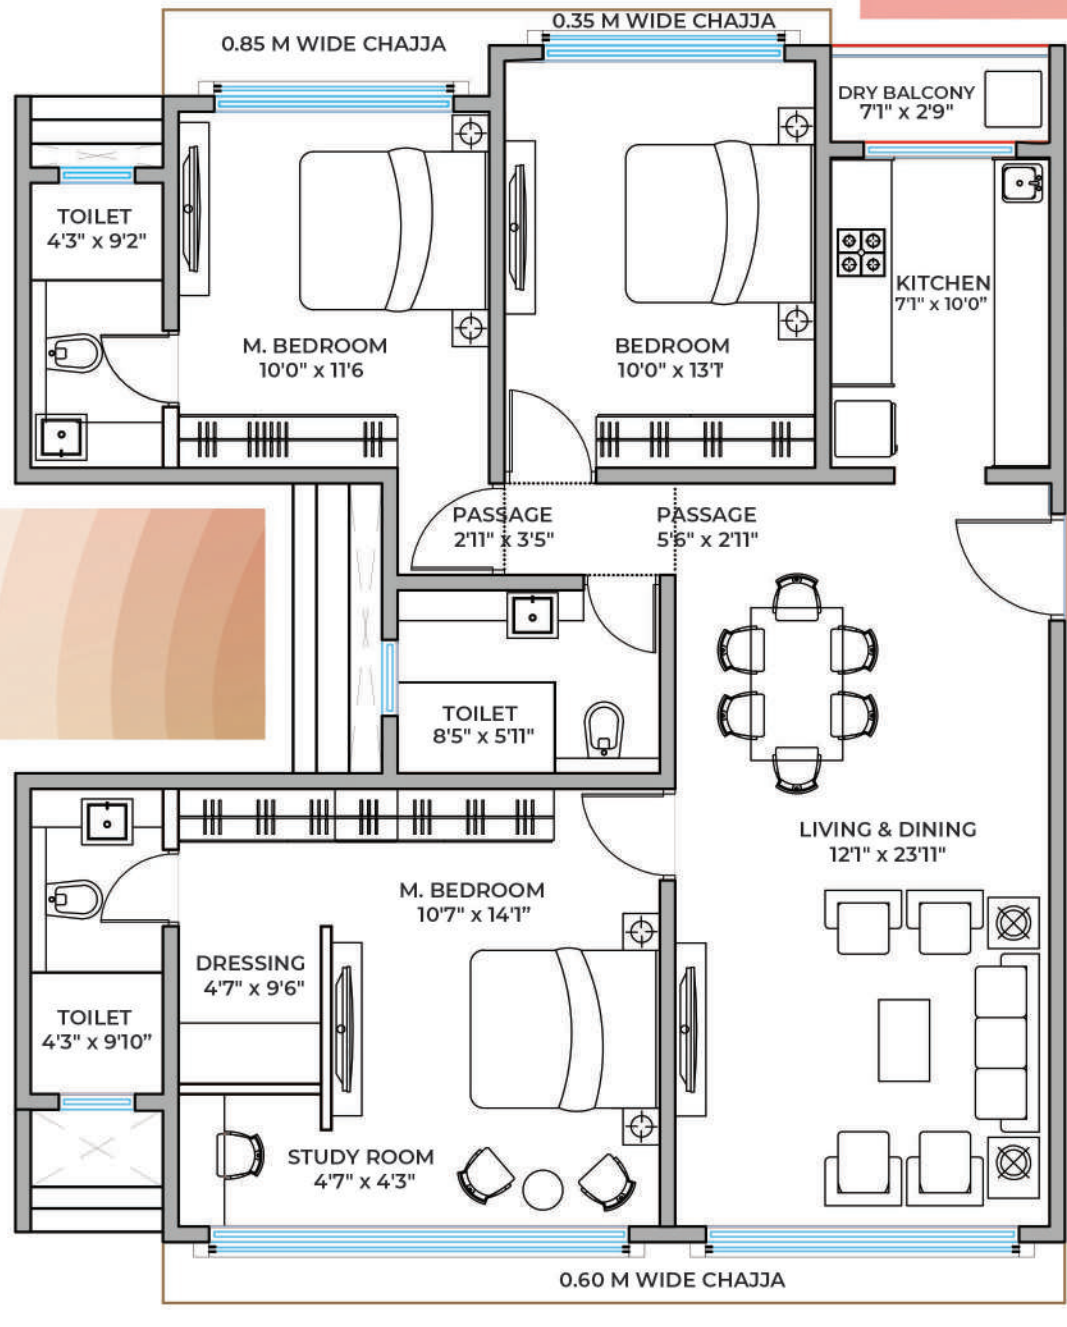 0.85 M WIDE CHAJJA
0.35 M WIDE CHAJJA
DRY BALCONY
7'1" x 2'9"
TOILET
4'3" x 9'2"
KITCHEN
7'1" x 10'0”
M. BEDROOM
10'0" x 11'6
BEDROOM
10'0" x 13'1'
PASSAGE
2'11" x 3'5"
PASSAGE
5'6" x 2'11"
TOILET
8'5" x 5'11"
LIVING & DINING
12'1" x 23'11"
M. BEDROOM
10'7" x 14'1”
DRESSING
4'7" x 9'6"
TOILET
4'3" x 9'10”
STUDY ROOM
4'7" x 4'3"
0.60 M WIDE CHAJJA